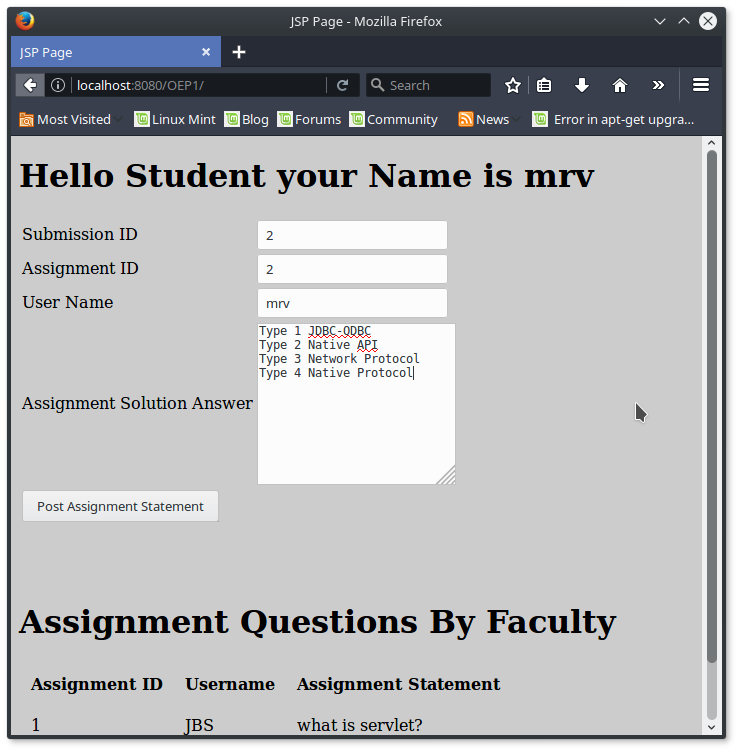 JSP Page - Mozilla Firefox
JSP Page
localhost:8080/OEP1/ Search
Most Visited Linux Mint Blog Forums Community News Error in apt-get upgra...
Hello Student your Name is mrv
Submission ID 2
Assignment ID 2
User Name mrv
Type 1 JDBC-ODBC
Type 2 Native API
Type 3 Network Protocol
Type 4 Native Protocol
Assignment Solution Answer
Post Assignment Statement
Assignment Questions By Faculty
Assignment ID Username Assignment Statement
1 JBS what is servlet?